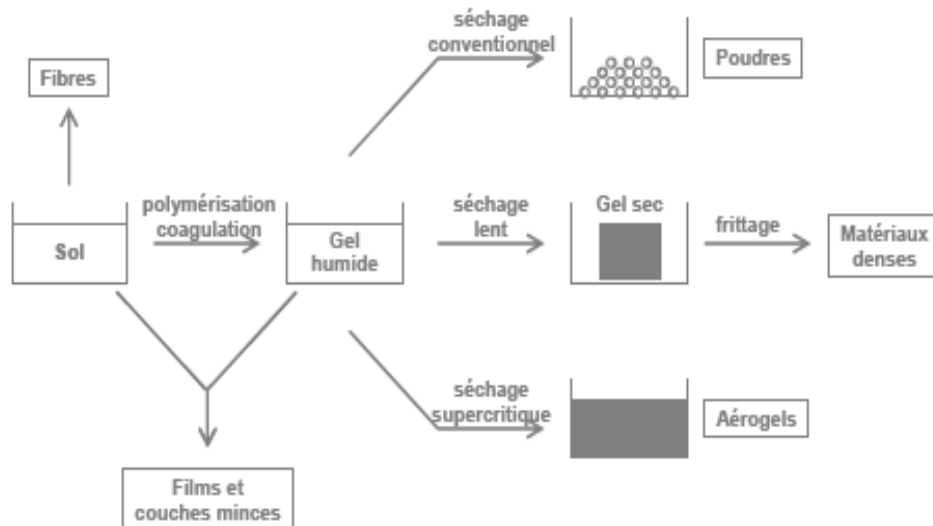 séchage
conventionnel
Poudres
Fibres
polymérisation
coagulation
Sol
Gel
humide
séchage
lent
Gel sec
frittage
Matériaux
denses
séchage
supercritique
Aérogels
Films et
couches minces